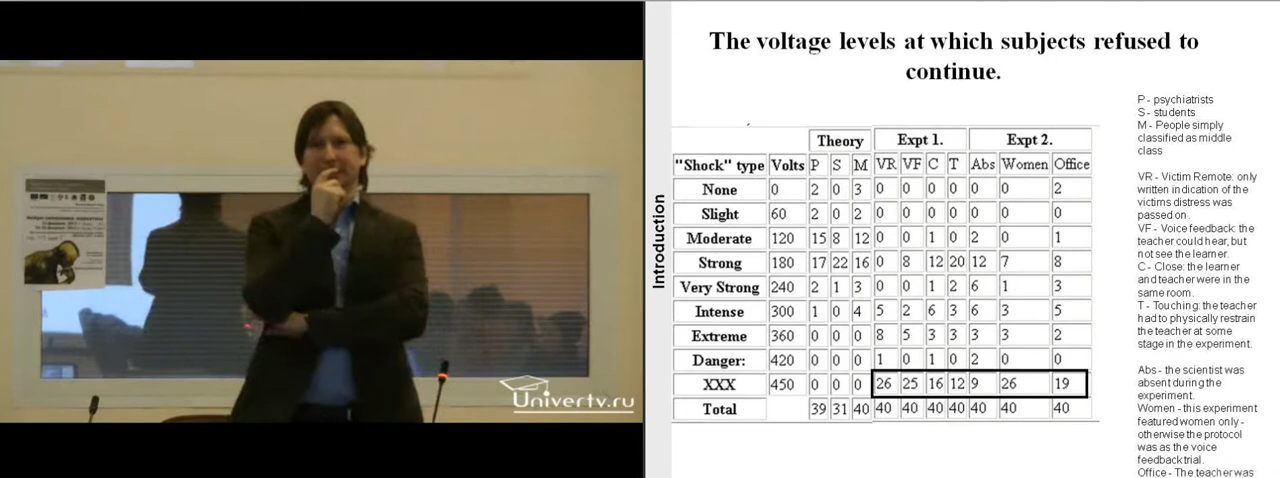 Univertv.ru
Introduction
The voltage levels at which subjects refused to
continue.
Theory Expt 1. Expt 2.
"Shock" type Volts P S M VR VF C T Abs Women Office
None 0 2 0 3 0 0 0 0 0 0 2
Slight 60 2 0 2 0 0 0 0 0 0 0
Moderate 120 15 8 12 0 0 1 0 2 0 1
Strong 180 17 22 16 0 8 12 20 12 7 8
Very Strong 240 2 1 3 0 0 1 2 6 1 3
Intense 300 1 0 4 5 2 6 3 6 3 5
Extreme 360 0 0 0 8 5 3 3 3 3 2
Danger: 420 0 0 0 1 0 1 0 2 0 0
XXX 450 0 0 0 26 25 16 12 9 26 19
Total 39 31 40 40 40 40 40 40 40 40
P - psychiatrists
S - students
M - People simply
classified as middle
class
VR - Victim Remote: only
written indication of the
victims distress was
passed on.
VF - Voice feedback: the
teacher could hear, but
not see the learner.
C - Close: the learner
and teacher were in the
same room.
T - Touching: the teacher
had to physically restrain
the teacher at some
stage in the experiment.
Abs - the scientist was
absent during the
experiment.
Women - this experiment
featured women only -
otherwise the protocol
was as the voice
feedback trial.
Office - The teacher was